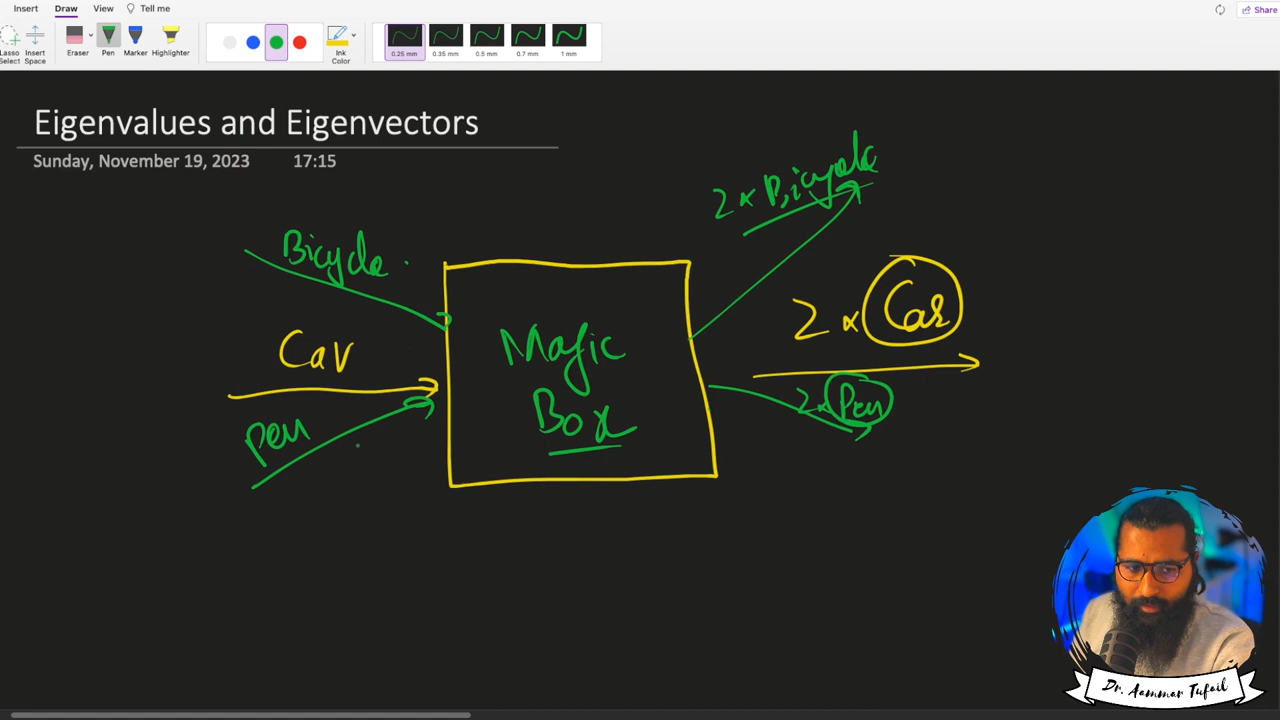 Insert Draw View Tell me
Share
Lasso Select
Insert Space
Eraser
Pen
Marker
Highlighter
Ink Color
0.25 mm
0.35 mm
0.5 mm
0.7 mm
1 mm
Eigenvalues and Eigenvectors
Sunday, November 19, 2023 17:15
2 × Bicycle
Bicycle
2 × Car
Car
Magic
Box
2 × Pen
Pen
Dr. Aammar Tufail